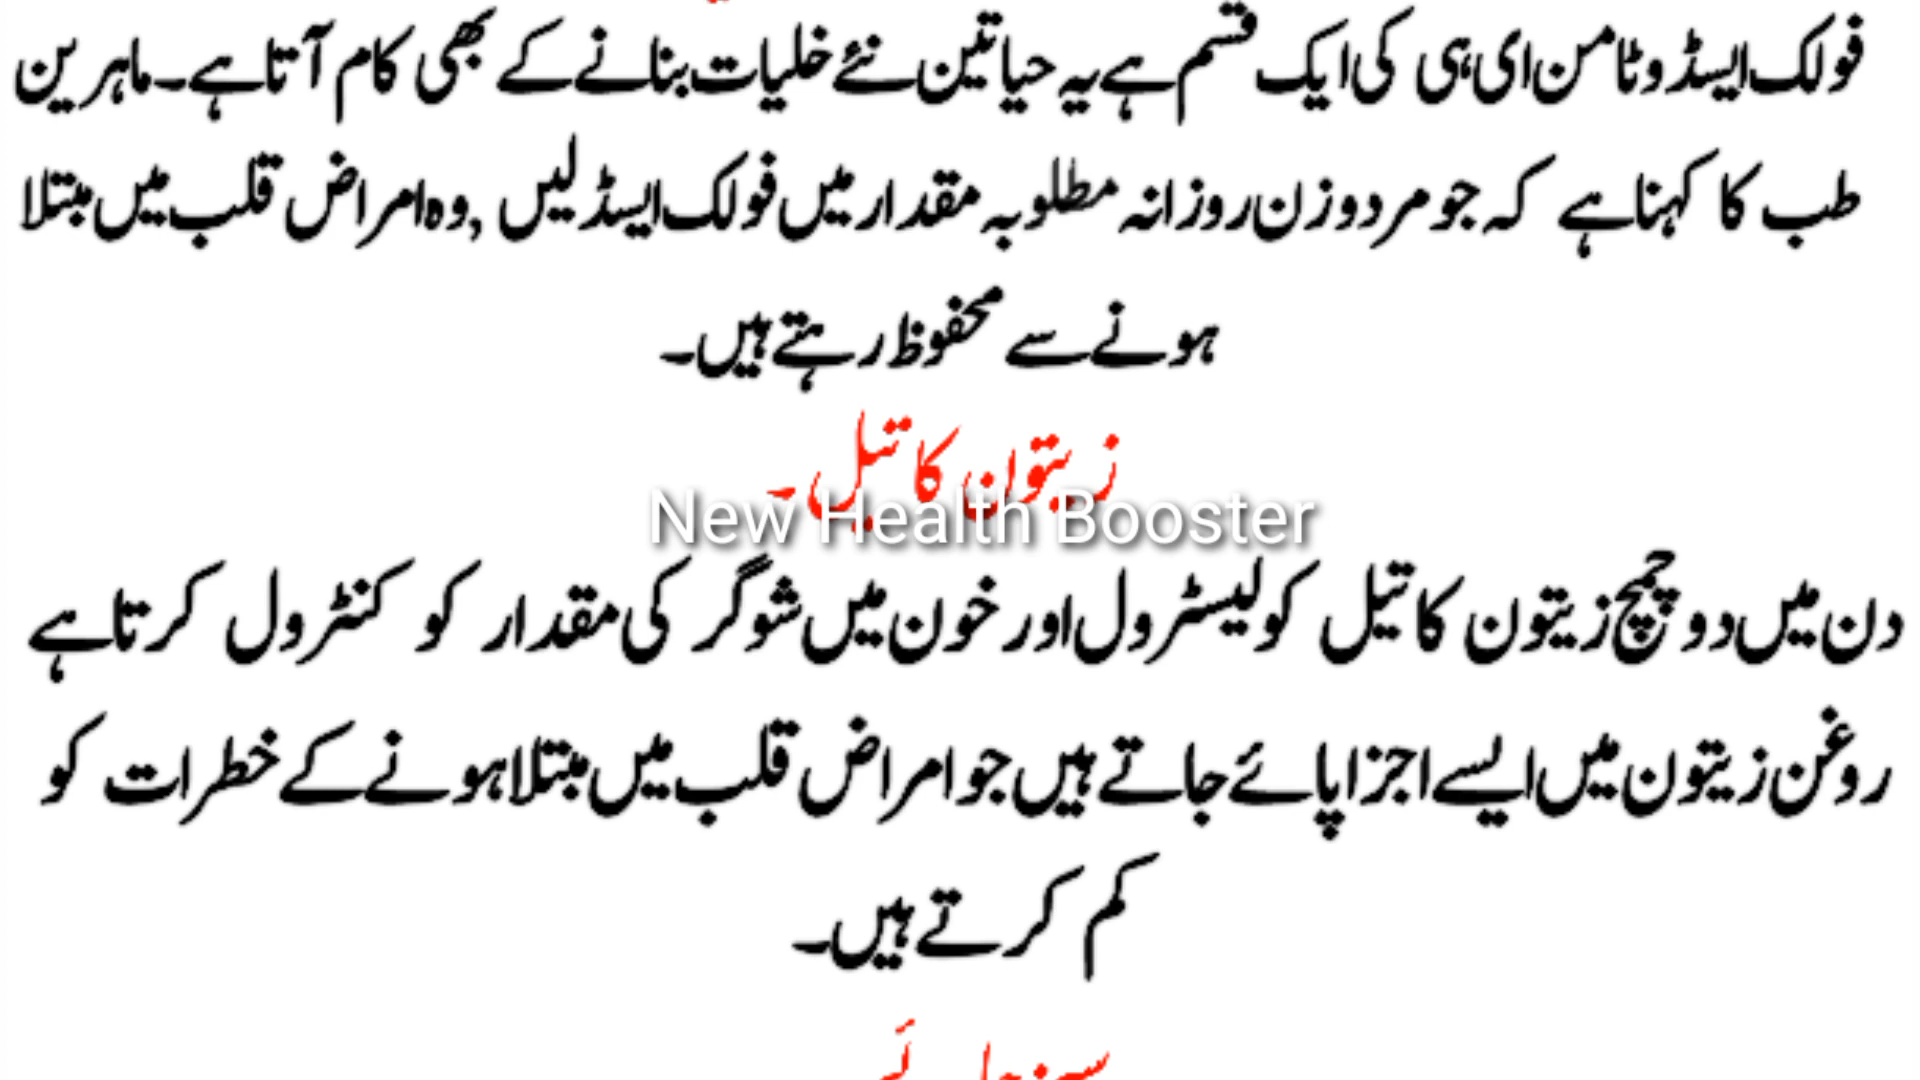 فولک ایسڈ وٹامن ای ہی کی ایک قسم ہے یہ حیاتین نئے خلیات بنانے کے بھی کام آتا ہے۔ ماہرین
طب کا کہنا ہے کہ جو مرد و زن روزانہ مطلوبہ مقدار میں فولک ایسڈ لیں , وہ امراض قلب میں مبتلا
ہونے سے محفوظ رہتے ہیں۔
زیتون کا تیل۔
New Health Booster
دن میں دو چمچ زیتون کا تیل کولیسٹرول اور خون میں شوگر کی مقدار کو کنٹرول کرتا ہے
روغن زیتون میں ایسے اجزا پائے جاتے ہیں جو امراض قلب میں مبتلا ہونے کے خطرات کو
کم کرتے ہیں۔